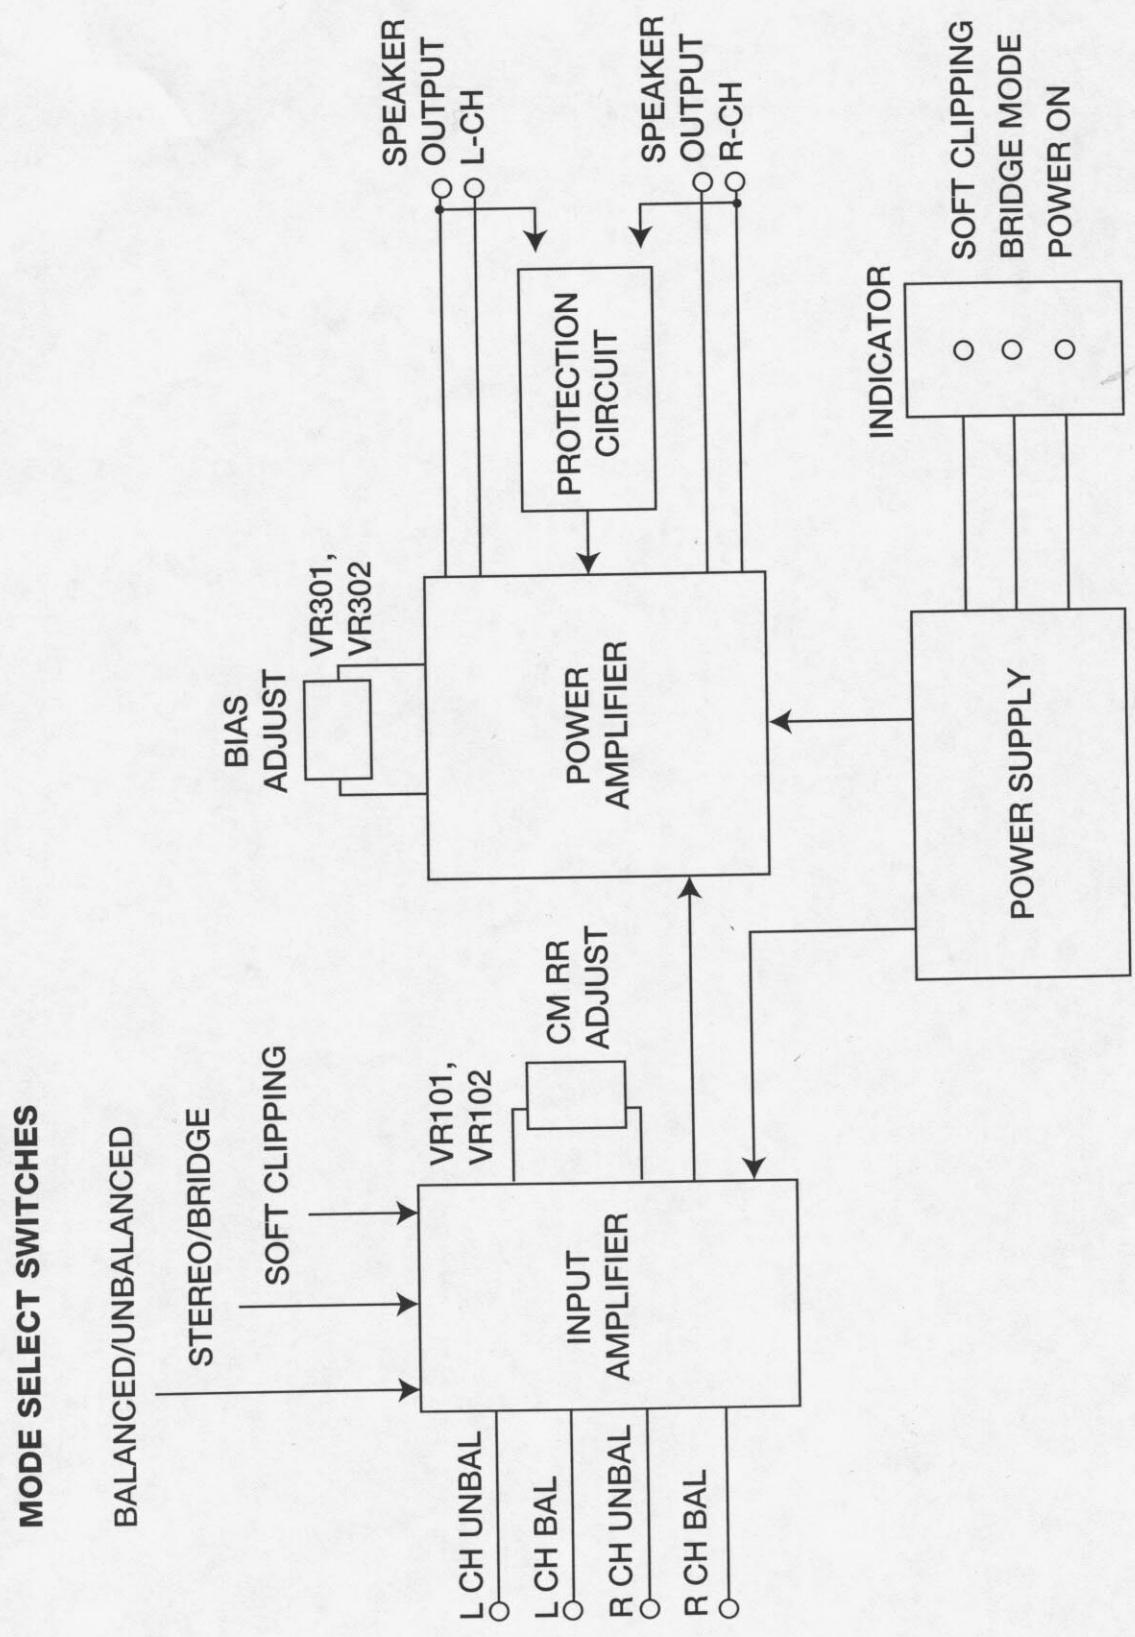 MODE SELECT SWITCHES
BALANCED/UNBALANCED
STEREO/BRIDGE
SOFT CLIPPING
BIAS
ADJUST
VR301,
VR302
SPEAKER
OUTPUT
L-CH
VR101,
VR102
CM RR
ADJUST
L CH UNBAL
L CH BAL
R CH UNBAL
R CH BAL
INPUT
AMPLIFIER
POWER
AMPLIFIER
PROTECTION
CIRCUIT
SPEAKER
OUTPUT
R-CH
POWER SUPPLY
INDICATOR
SOFT CLIPPING
BRIDGE MODE
POWER ON